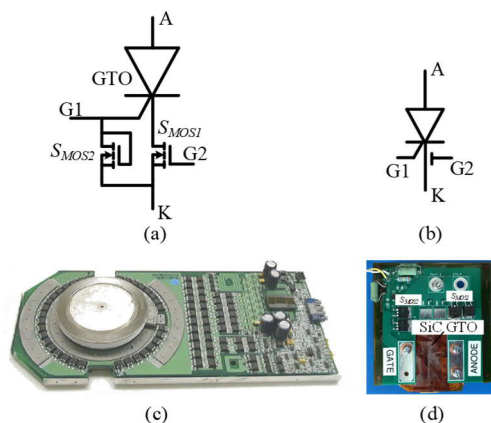 A
GTO
G1
S_MOS1
S_MOS2
G2
K
(a)
A
G1
G2
K
(b)
(c)
S_MOS2
S_MOS1
SiC GTO
GATE
ANODE
(d)